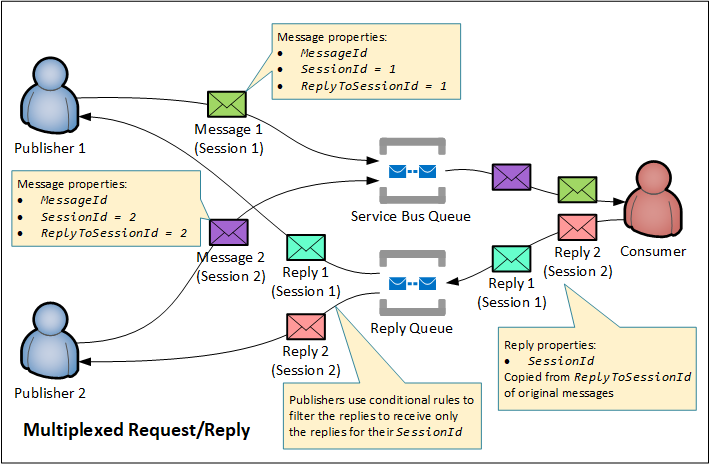 Message properties:
• MessageId
• SessionId = 1
• ReplyToSessionId = 1
Publisher 1
Message 1
(Session 1)
Message properties:
• MessageId
• SessionId = 2
• ReplyToSessionId = 2
Service Bus Queue
Consumer
Message 2
(Session 2)
Reply 1
(Session 1)
Reply 2
(Session 2)
Reply 1
(Session 1)
Reply Queue
Reply 2
(Session 2)
Reply properties:
• SessionId
Copied from ReplyToSessionId
of original messages
Publisher 2
Publishers use conditional rules to
filter the replies to receive only
the replies for their SessionId
Multiplexed Request/Reply